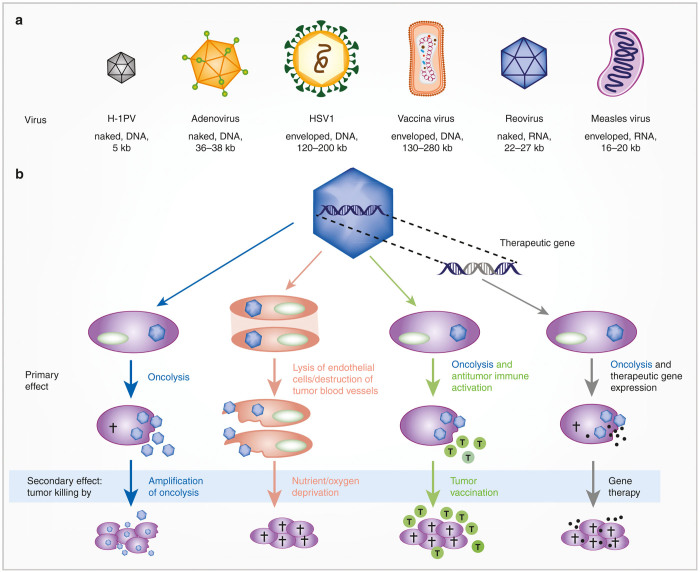 a
Virus
H-1PV
naked, DNA,
5 kb
Adenovirus
naked, DNA,
36–38 kb
HSV1
enveloped, DNA,
120–200 kb
Vaccina virus
enveloped, DNA,
130–280 kb
Reovirus
naked, RNA,
22–27 kb
Measles virus
enveloped, RNA,
16–20 kb
b
Therapeutic gene
Primary
effect
Oncolysis
Lysis of endothelial
cells/destruction of
tumor blood vessels
Oncolysis and
antitumor immune
activation
Oncolysis and
therapeutic gene
expression
T
T
T
T
T
Secondary effect:
tumor killing by
Amplification
of oncolysis
Nutrient/oxygen
deprivation
Tumor
vaccination
Gene
therapy
T
T
T
T
T
T
T
T
T